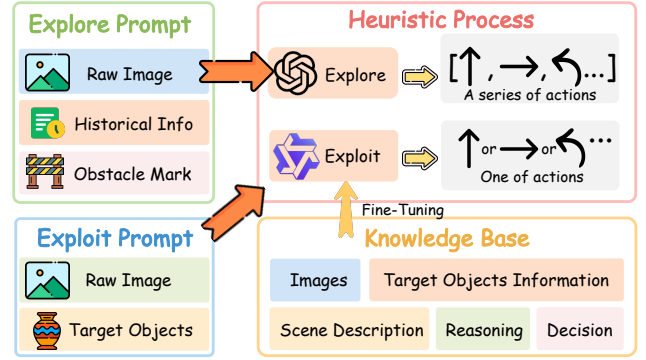 Explore Prompt
Raw Image
Historical Info
Obstacle Mark
Exploit Prompt
Raw Image
Target Objects
Heuristic Process
Explore
[ , , ...]
A series of actions
Exploit
or or ...
One of actions
Fine-Tuning
Knowledge Base
Images
Target Objects Information
Scene Description
Reasoning
Decision